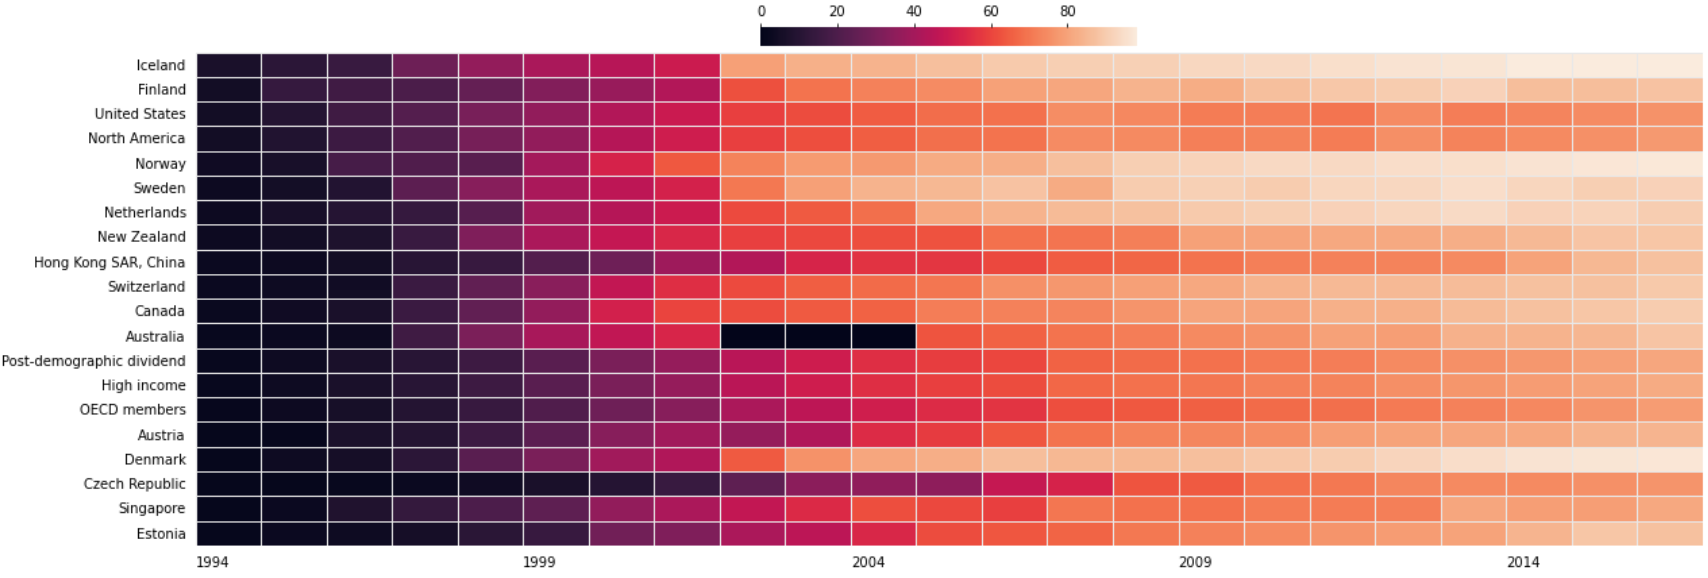 0 20 40 60 80
Iceland
Finland
United States
North America
Norway
Sweden
Netherlands
New Zealand
Hong Kong SAR, China
Switzerland
Canada
Australia
Post-demographic dividend
High income
OECD members
Austria
Denmark
Czech Republic
Singapore
Estonia
1994 1999 2004 2009 2014